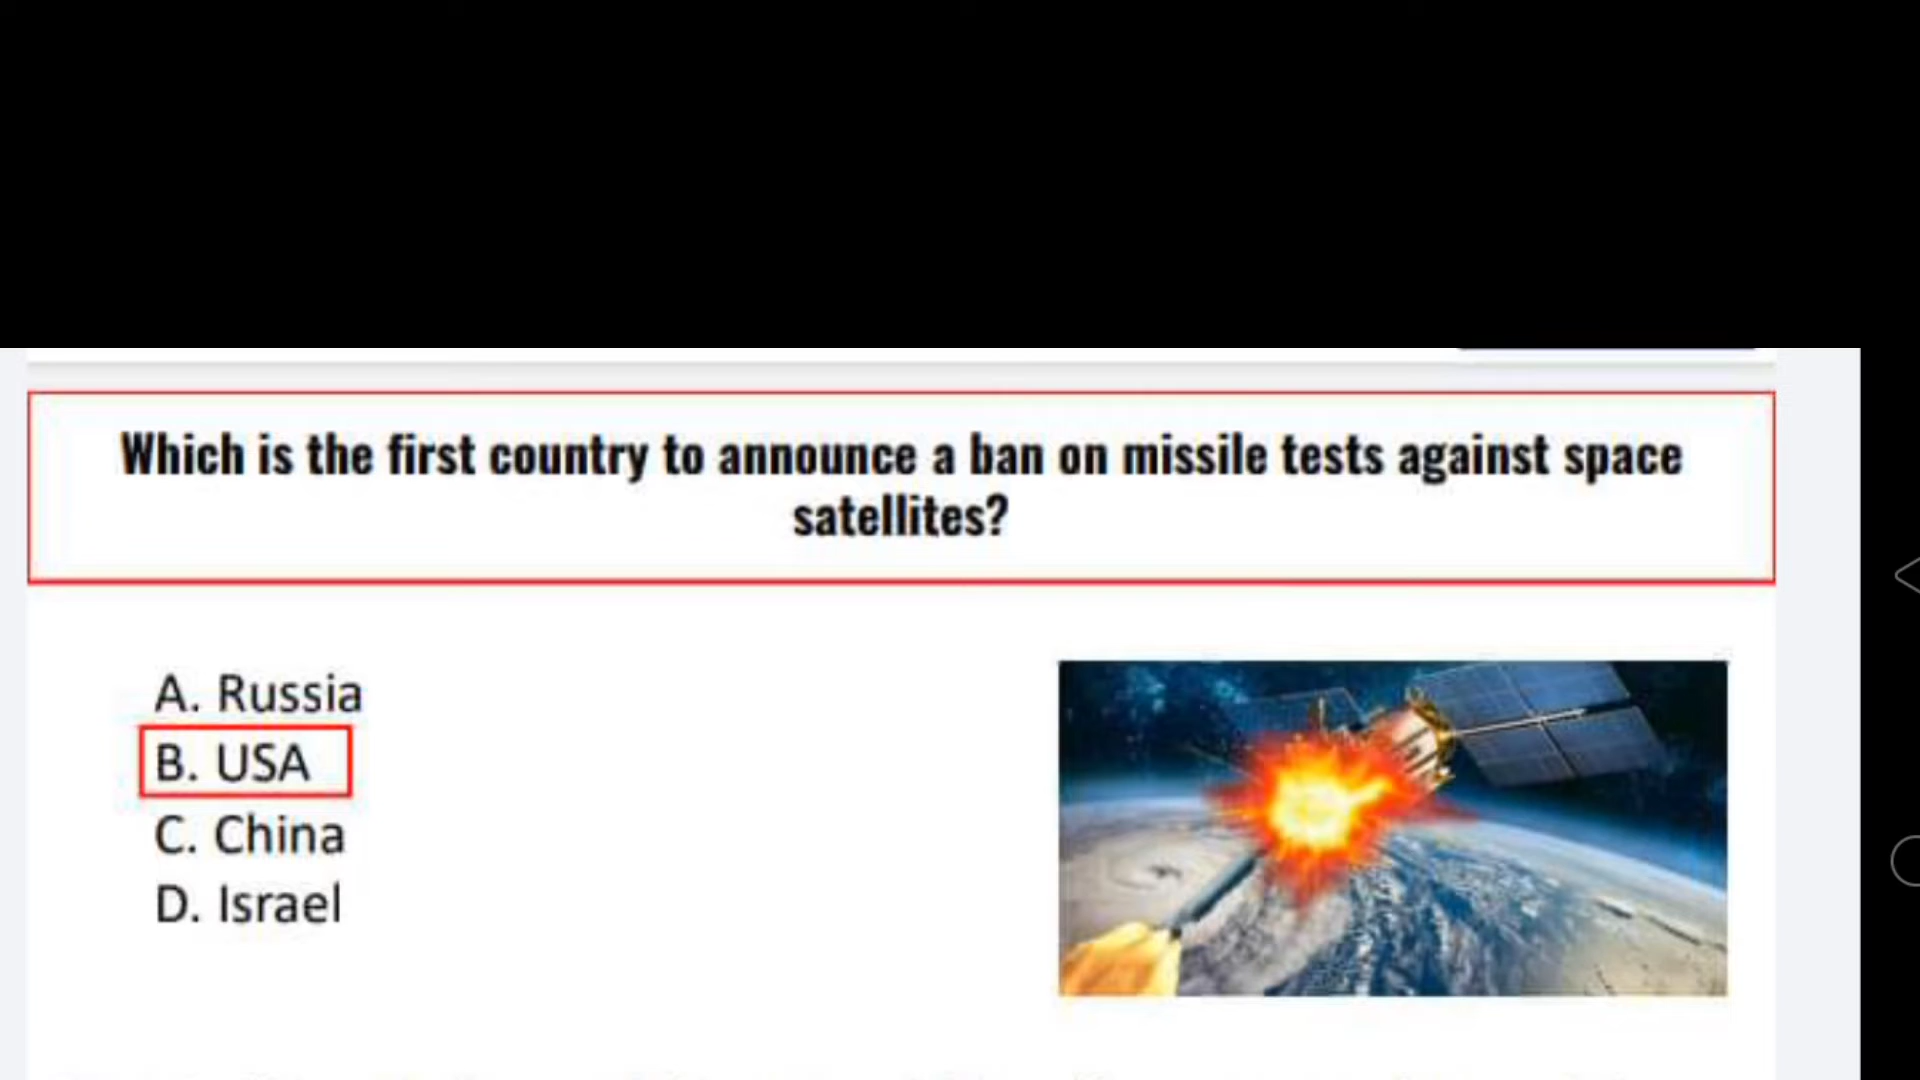 Which is the first country to announce a ban on missile tests against space
satellites?
A. Russia
B. USA
C. China
D. Israel